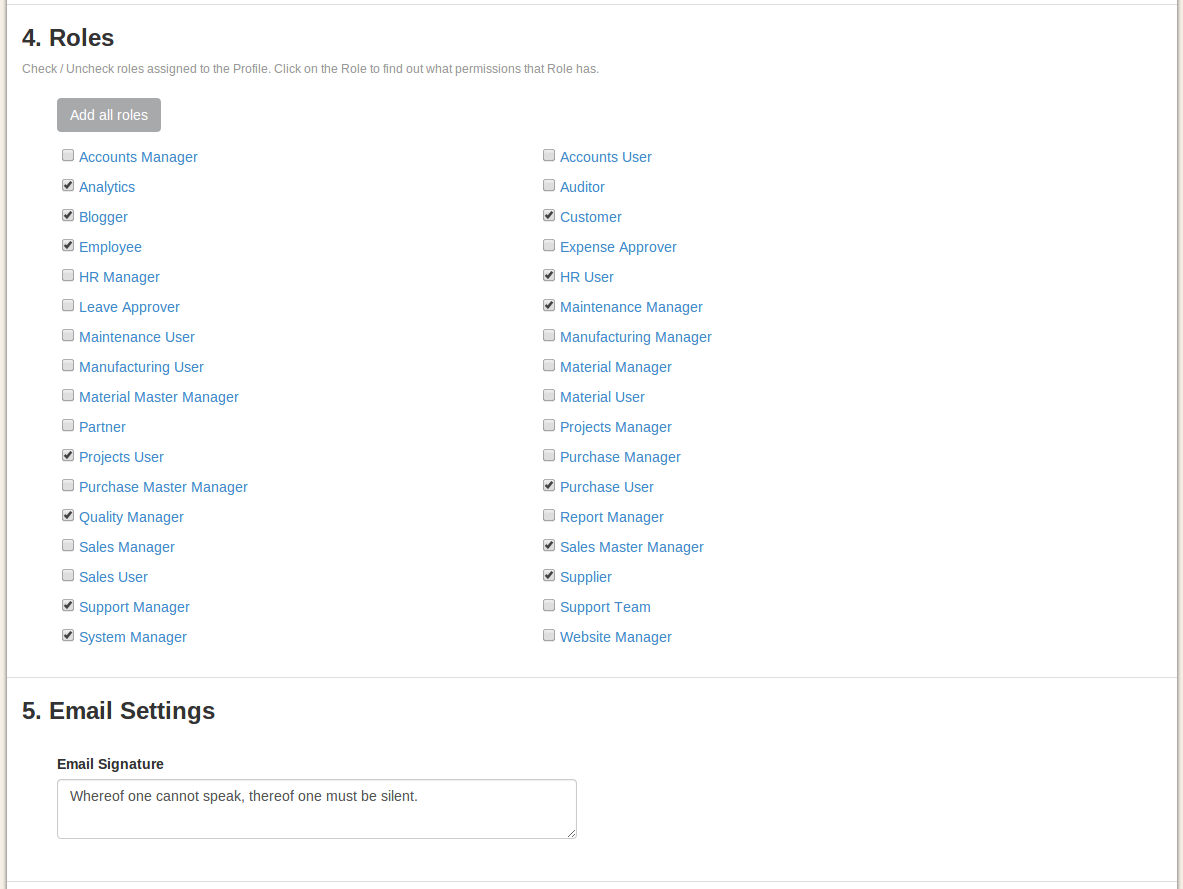 4. Roles
Check / Uncheck roles assigned to the Profile. Click on the Role to find out what permissions that Role has.
Add all roles
Accounts Manager Accounts User
Analytics Auditor
Blogger Customer
Employee Expense Approver
HR Manager HR User
Leave Approver Maintenance Manager
Maintenance User Manufacturing Manager
Manufacturing User Material Manager
Material Master Manager Material User
Partner Projects Manager
Projects User Purchase Manager
Purchase Master Manager Purchase User
Quality Manager Report Manager
Sales Manager Sales Master Manager
Sales User Supplier
Support Manager Support Team
System Manager Website Manager
5. Email Settings
Email Signature
Whereof one cannot speak, thereof one must be silent.